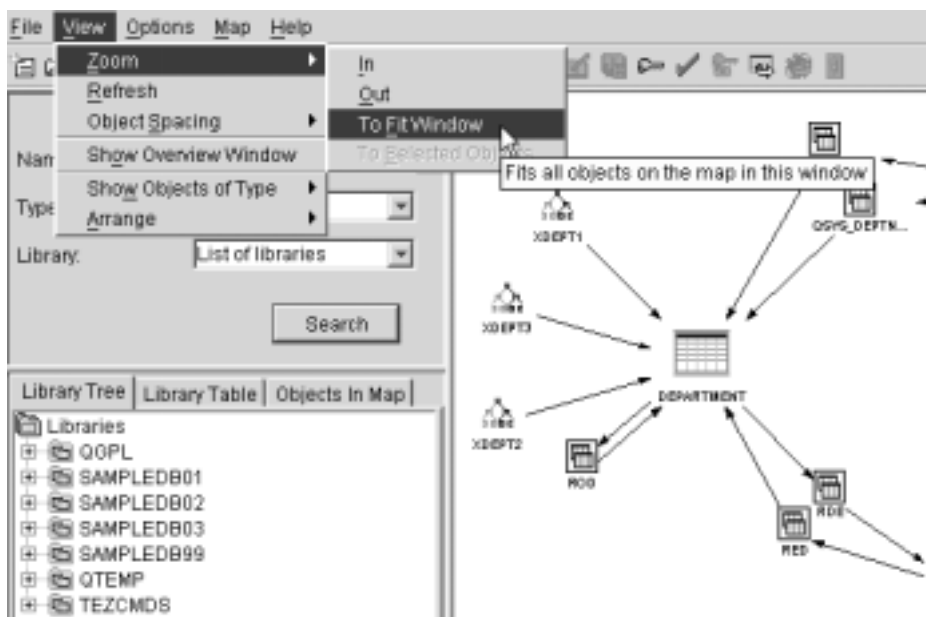 File View Options Map Help
Zoom
Refresh
Object Spacing
Show Overview Window
Show Objects of Type
Arrange
In
Out
To Fit Window
To Selected Objects
Fits all objects on the map in this window
Nam
Type
Library:
List of libraries
Search
Library Tree
Library Table
Objects In Map
Libraries
QGPL
SAMPLEDB01
SAMPLEDB02
SAMPLEDB03
SAMPLEDB99
QTEMP
TEZCMDS
XDEPT1
QSYS_DEPTN...
XDEPT3
DEPARTMENT
XDEPT2
ROD
RDE
RED